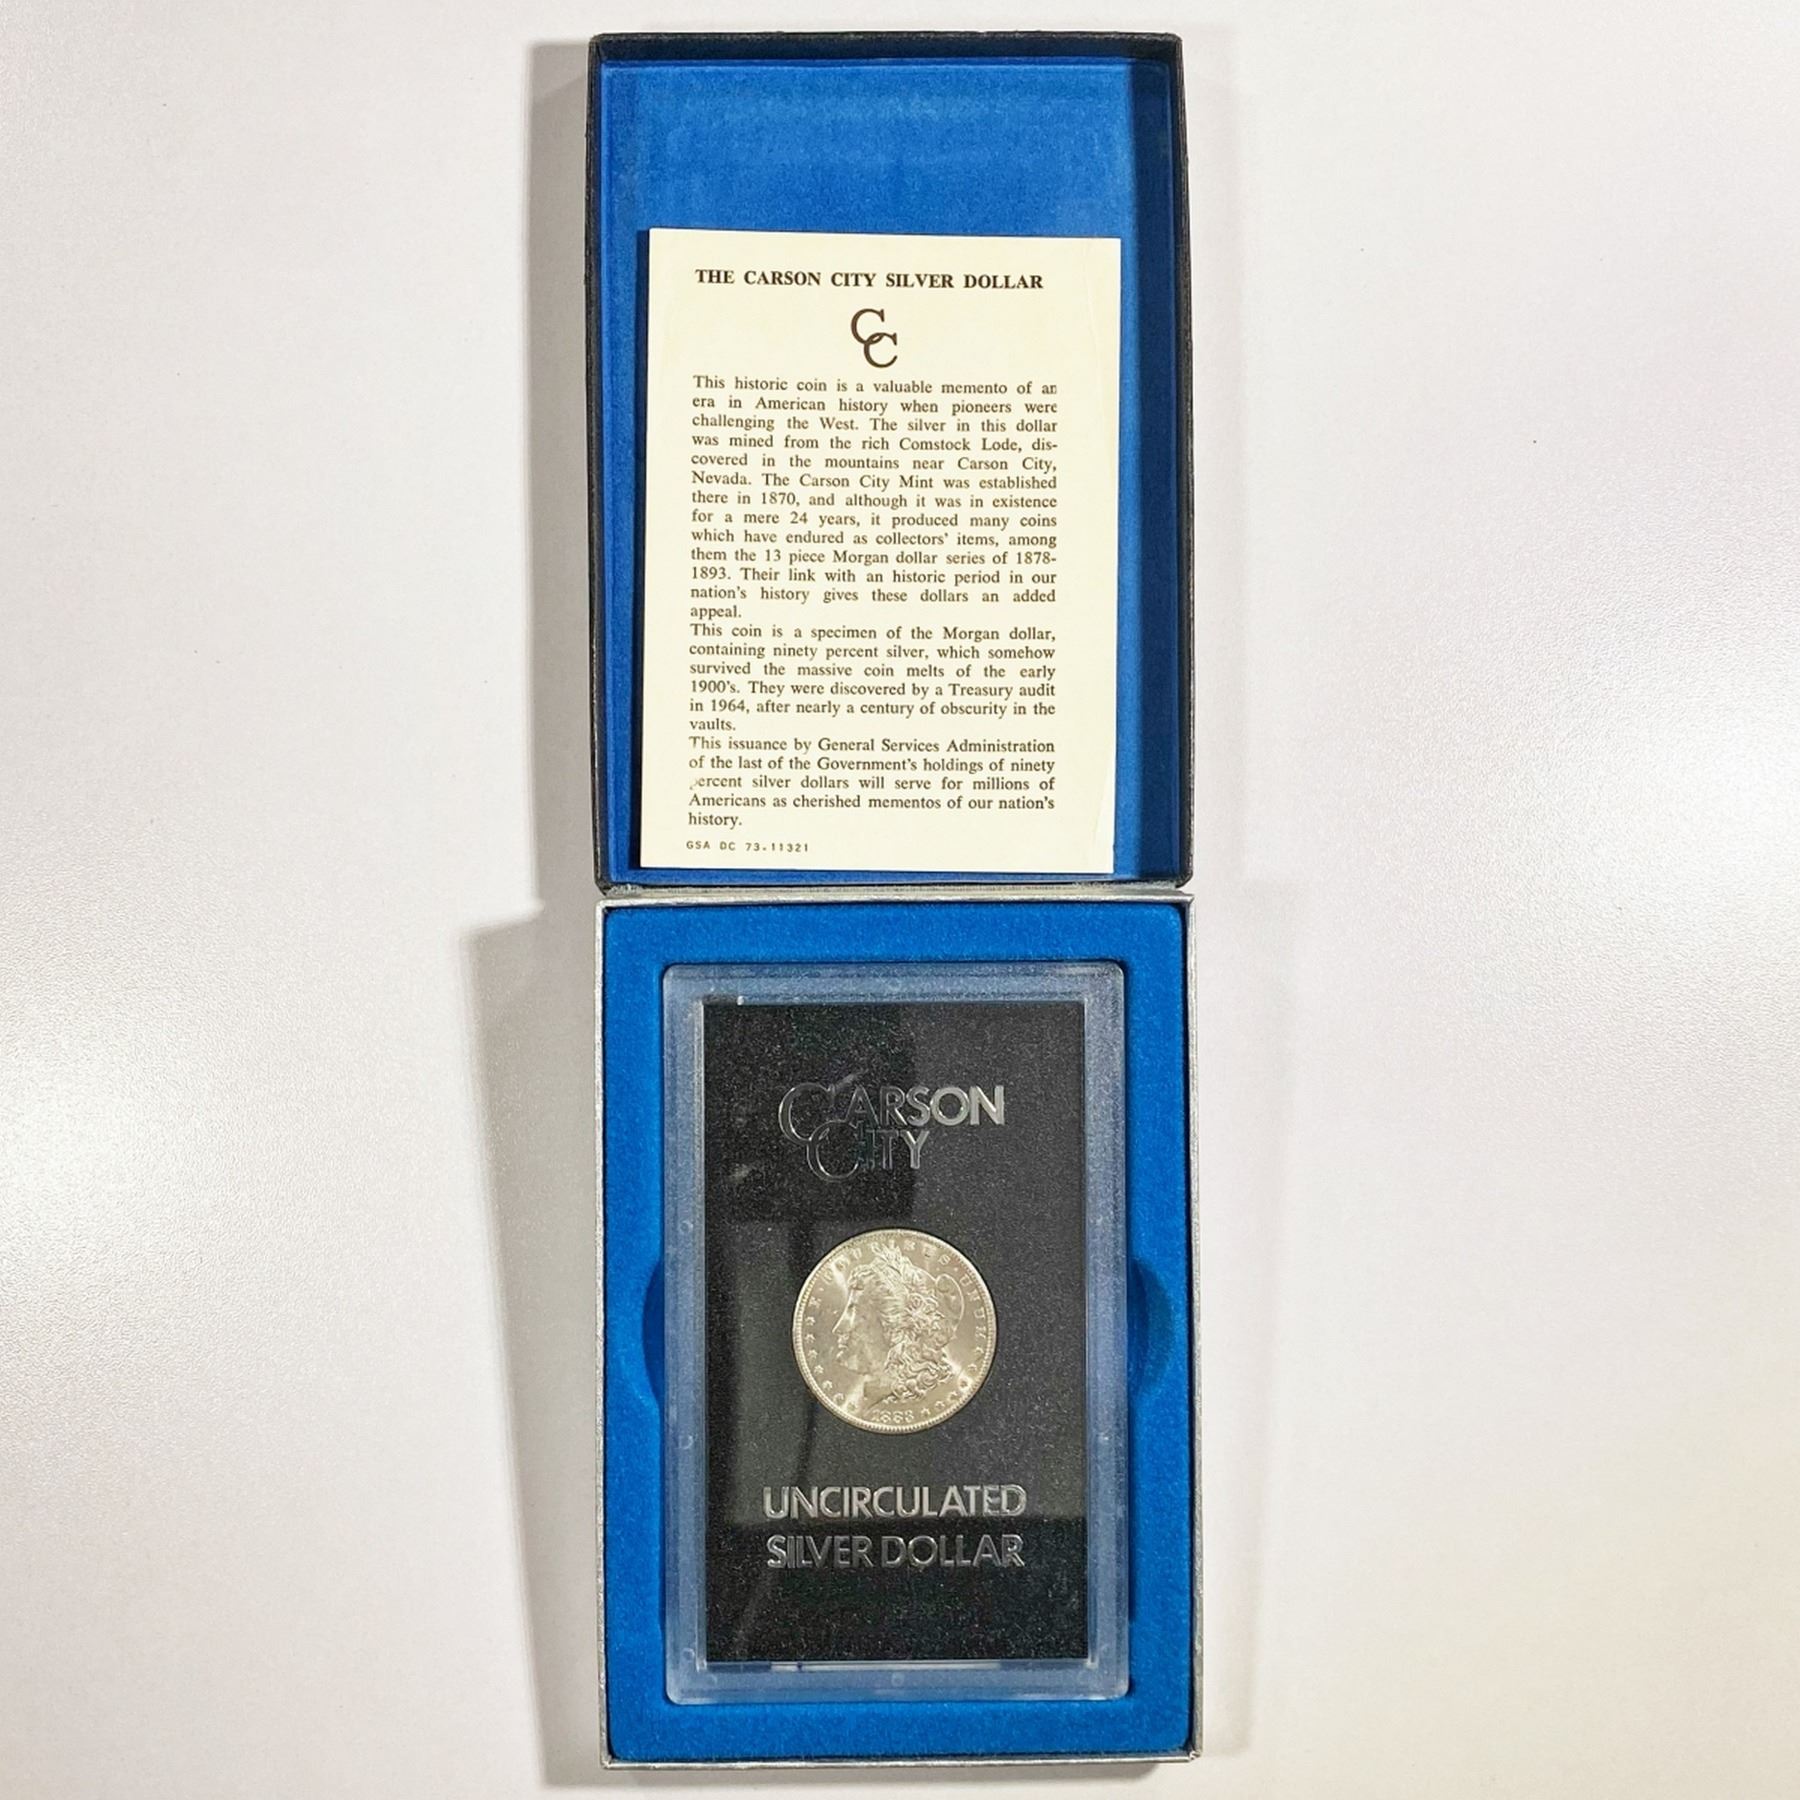 THE CARSON CITY SILVER DOLLAR
CC
This historic coin is a valuable memento of an
era in American history when pioneers were
challenging the West. The silver in this dollar
was mined from the rich Comstock Lode, dis-
covered in the mountains near Carson City,
Nevada. The Carson City Mint was established
there in 1870, and although it was in existence
for a mere 24 years, it produced many coins
which have endured as collectors' items, among
them the 13 piece Morgan dollar series of 1878-
1893. Their link with an historic period in our
nation's history gives these dollars an added
appeal.
This coin is a specimen of the Morgan dollar,
containing ninety percent silver, which somehow
survived the massive coin melts of the early
1900's. They were discovered by a Treasury audit
in 1964, after nearly a century of obscurity in the
vaults.
This issuance by General Services Administration
of the last of the Government's holdings of ninety
percent silver dollars will serve for millions of
Americans as cherished mementos of our nation's
history.
GSA DC 73-11321
CARSON
CITY
E·PLURIBUS·UNUM
1883
UNCIRCULATED
SILVER DOLLAR